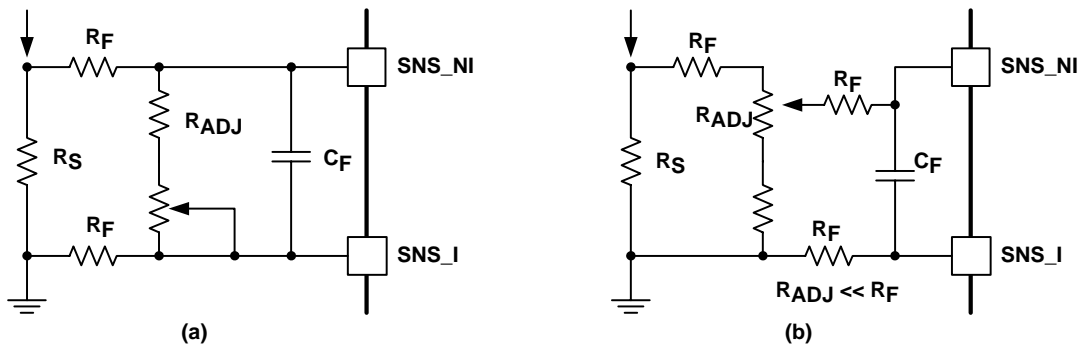 RF
SNS_NI
RADJ
RS
CF
RF
SNS_I
(a)
RF
SNS_NI
RF
RADJ
RS
CF
RF
SNS_I
RADJ << RF
(b)